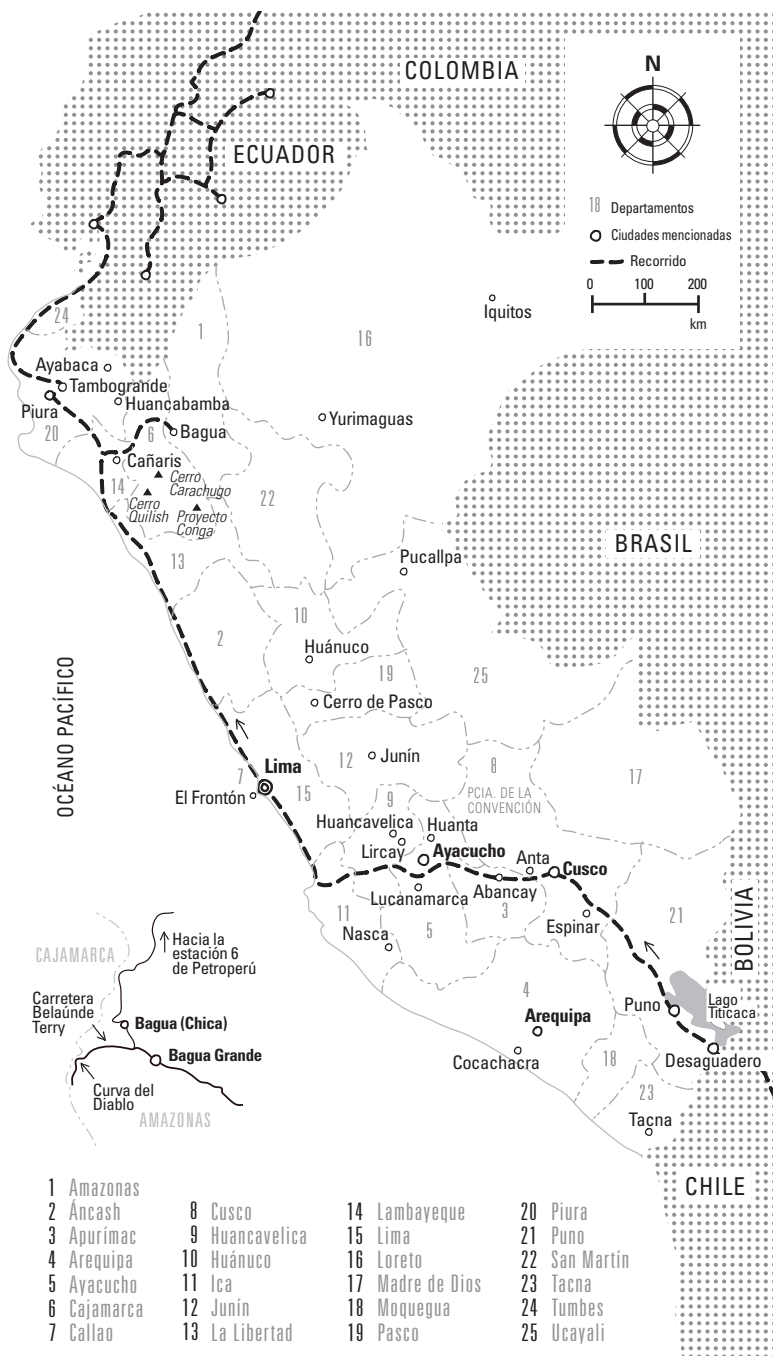 COLOMBIA
N
ECUADOR
18 Departamentos
Ciudades mencionadas
Recorrido
0 100 200
km
24
1
16
Iquitos
Ayabaca
Tambogrande
Huancabamba
Piura
Yurimaguas
20
6
Bagua
Cañaris
Cerro
Carachugo
14
Cerro
Quilish
Proyecto
Conga
22
13
BRASIL
Pucallpa
10
2
Huánuco
19
25
OCÉANO PACÍFICO
Cerro de Pasco
12
Junín
8
17
7
Lima
El Frontón
15
PCIA. DE LA
CONVENCIÓN
9
Huancavelica
Huanta
Lircay
Ayacucho
Anta
Cusco
Abancay
Lucanamarca
3
Espinar
21
11
5
Nasca
BOLIVIA
4
Arequipa
Puno
Lago
Titicaca
Cocachacra
18
Desaguadero
23
Tacna
CHILE
CAJAMARCA
Hacia la
estación 6
de Petroperú
Carretera
Belaúnde
Terry
Bagua (Chica)
Bagua Grande
Curva del
Diablo
AMAZONAS
1 Amazonas
2 Áncash
3 Apurímac
4 Arequipa
5 Ayacucho
6 Cajamarca
7 Callao
8 Cusco
9 Huancavelica
10 Huánuco
11 Ica
12 Junín
13 La Libertad
14 Lambayeque
15 Lima
16 Loreto
17 Madre de Dios
18 Moquegua
19 Pasco
20 Piura
21 Puno
22 San Martín
23 Tacna
24 Tumbes
25 Ucayali